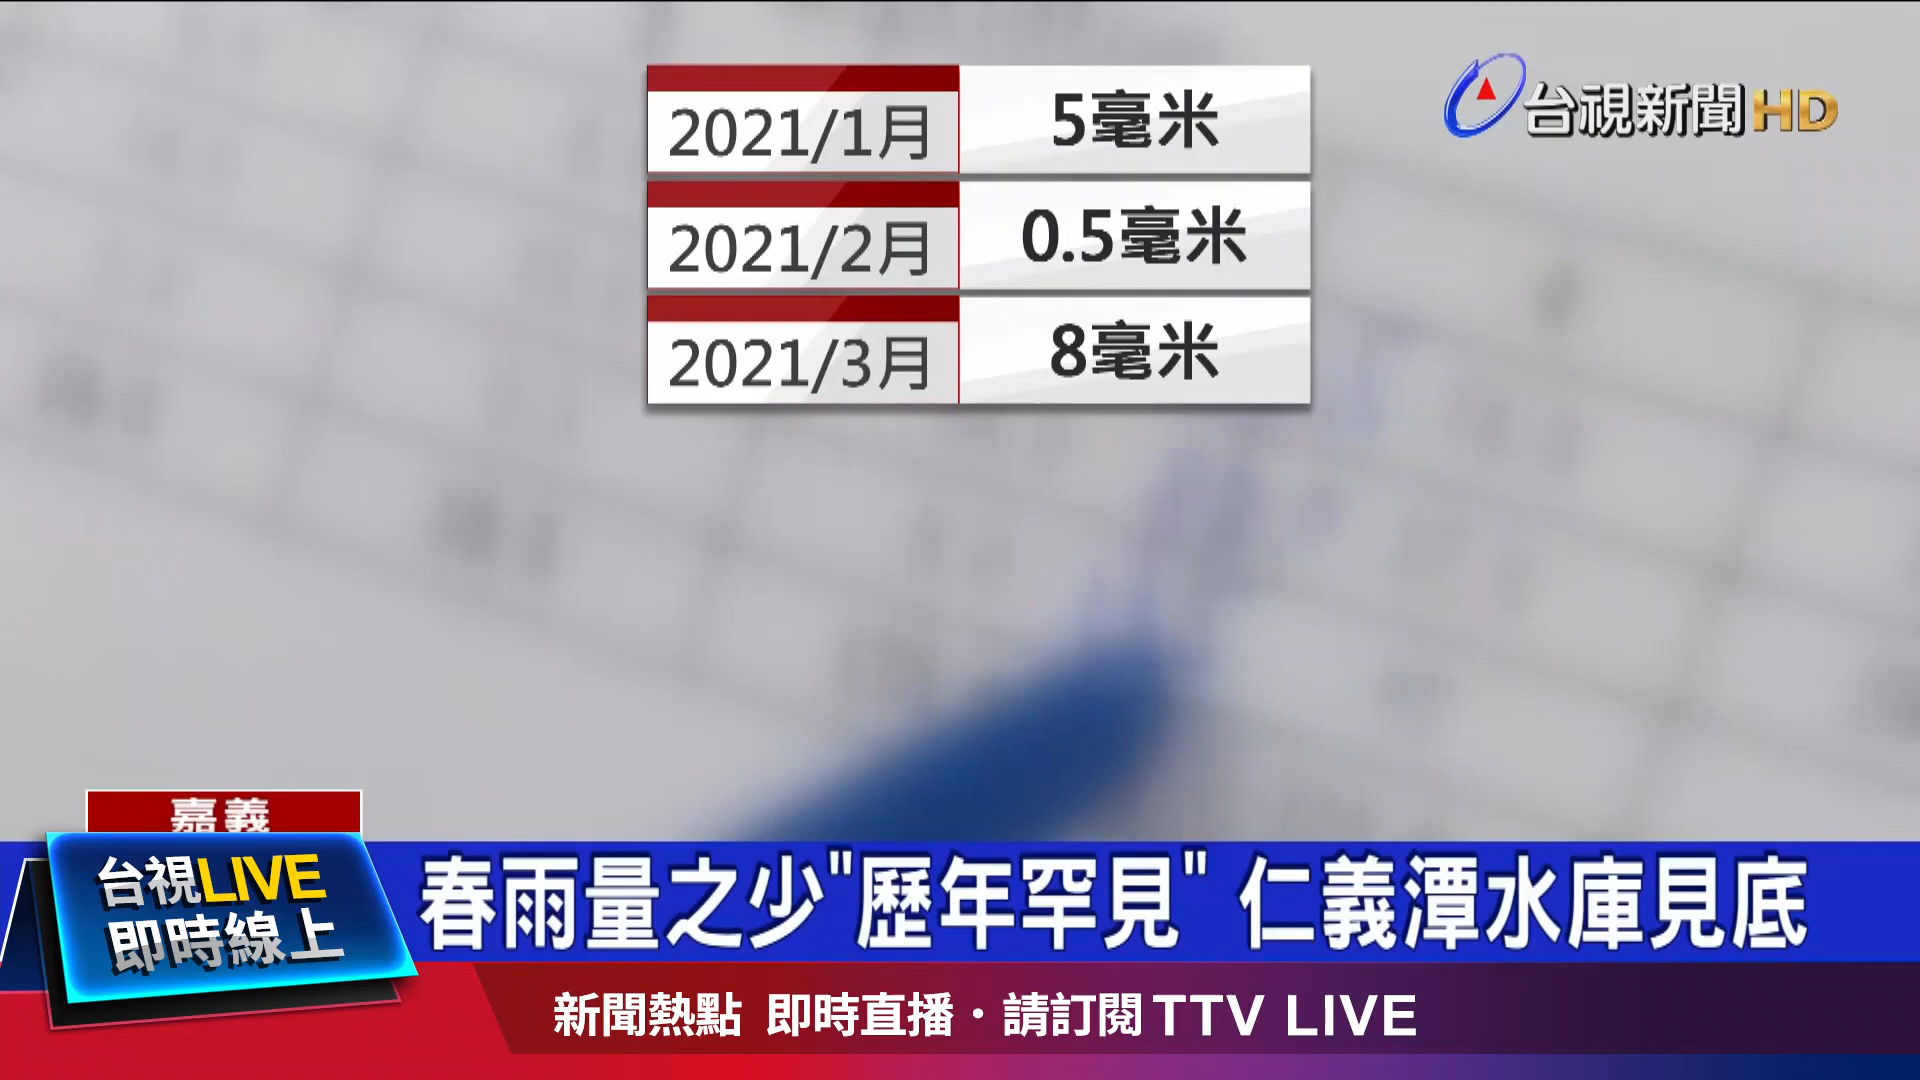 2021/1月 5毫米
2021/2月 0.5毫米
2021/3月 8毫米
台視新聞HD
嘉義
台視LIVE
即時線上
春雨量之少"歷年罕見" 仁義潭水庫見底
新聞熱點 即時直播·請訂閱TTV LIVE